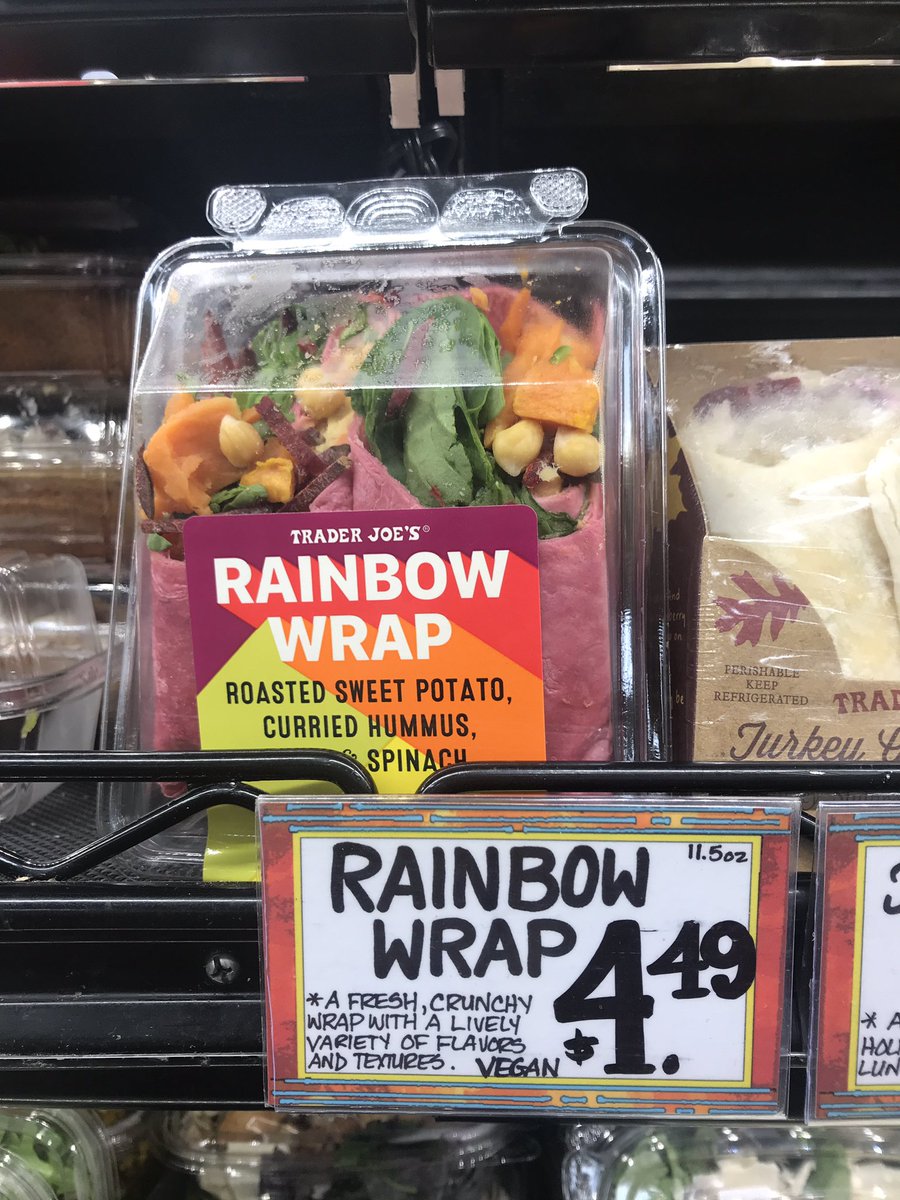 TRADER JOE'S®
RAINBOW
WRAP
ROASTED SWEET POTATO,
CURRIED HUMMUS,
& SPINACH
PERISHABLE
KEEP
REFRIGERATED
Turkey
RAINBOW
11.5oz
WRAP
$4.49
* A FRESH, CRUNCHY
WRAP WITH A LIVELY
VARIETY OF FLAVORS
AND TEXTURES. VEGAN
* A